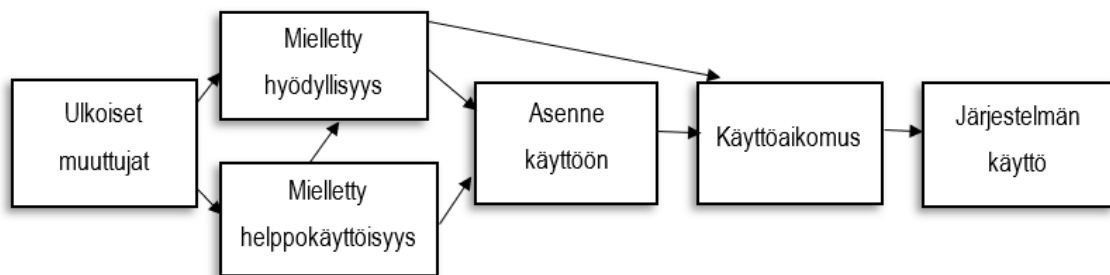 Ulkoiset
muuttujat
Mielletty
hyödyllisyys
Mielletty
helppokäyttöisyys
Asenne
käyttöön
Käyttöaikomus
Järjestelmän
käyttö